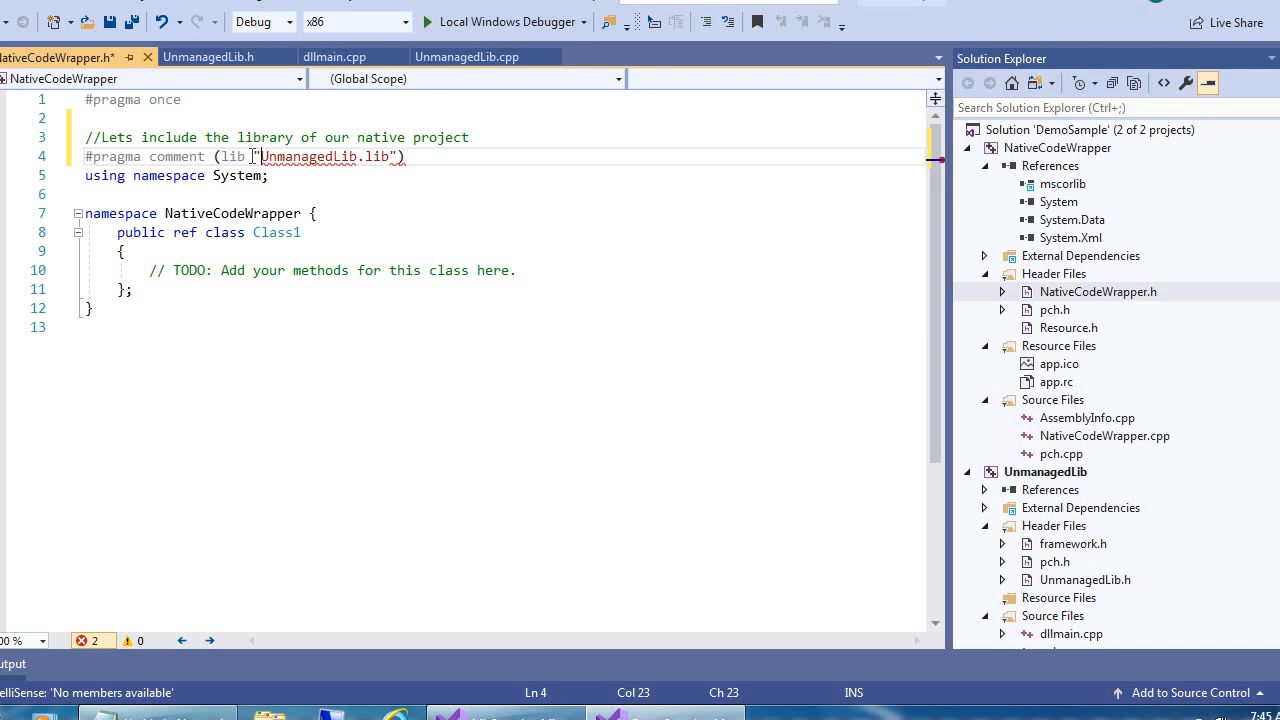 Debug x86 Local Windows Debugger Live Share
NativeCodeWrapper.h* UnmanagedLib.h dllmain.cpp UnmanagedLib.cpp
NativeCodeWrapper (Global Scope)
1 #pragma once
2
3 //Lets include the library of our native project
4 #pragma comment (lib "UnmanagedLib.lib")
5 using namespace System;
6
7 namespace NativeCodeWrapper {
8 public ref class Class1
9 {
10 // TODO: Add your methods for this class here.
11 };
12 }
13
Solution Explorer
Search Solution Explorer (Ctrl+;)
Solution 'DemoSample' (2 of 2 projects)
NativeCodeWrapper
References
mscorlib
System
System.Data
System.Xml
External Dependencies
Header Files
NativeCodeWrapper.h
pch.h
Resource.h
Resource Files
app.ico
app.rc
Source Files
AssemblyInfo.cpp
NativeCodeWrapper.cpp
pch.cpp
UnmanagedLib
References
External Dependencies
Header Files
framework.h
pch.h
UnmanagedLib.h
Resource Files
Source Files
dllmain.cpp
00 % 2 0
utput
elliSense: 'No members available' Ln 4 Col 23 Ch 23 INS Add to Source Control
7:45